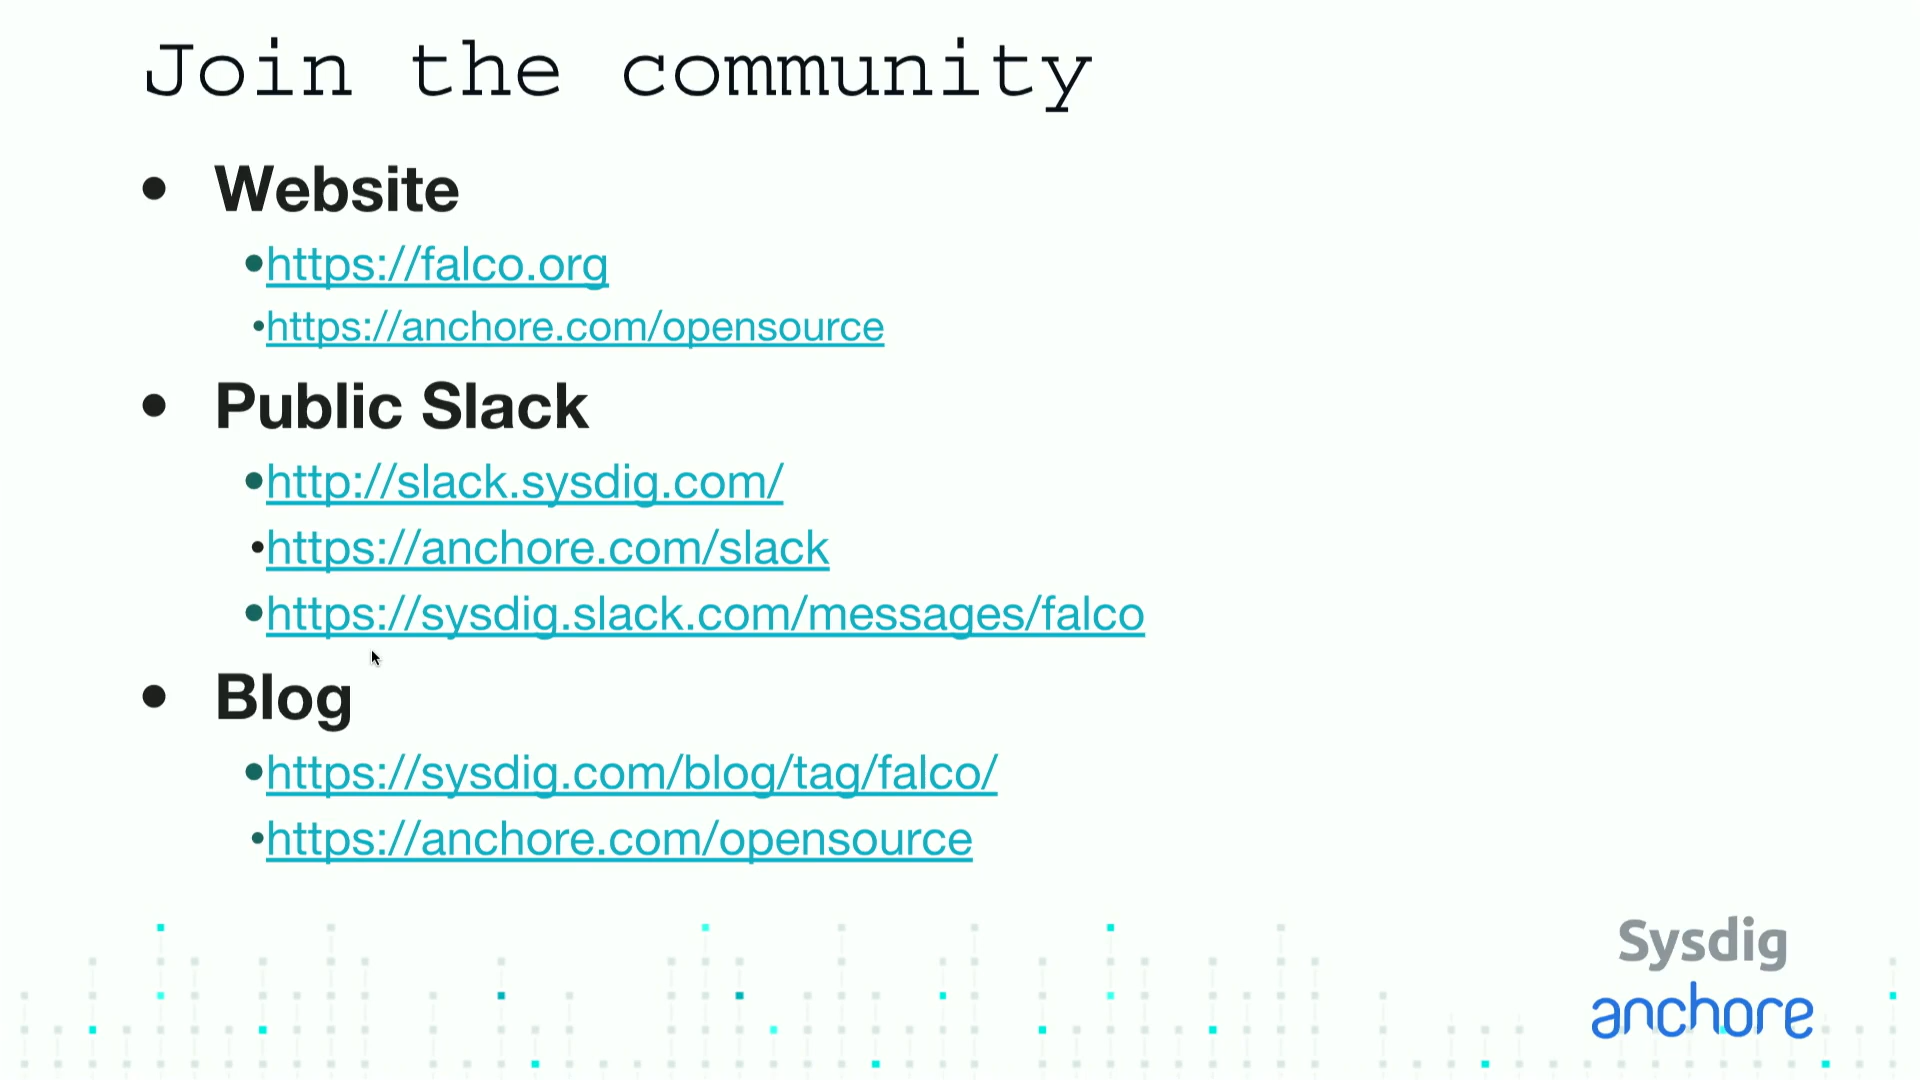 Join the community
• Website
•https://falco.org
•https://anchore.com/opensource
• Public Slack
•http://slack.sysdig.com/
•https://anchore.com/slack
•https://sysdig.slack.com/messages/falco
• Blog
•https://sysdig.com/blog/tag/falco/
•https://anchore.com/opensource
Sysdig
anchore